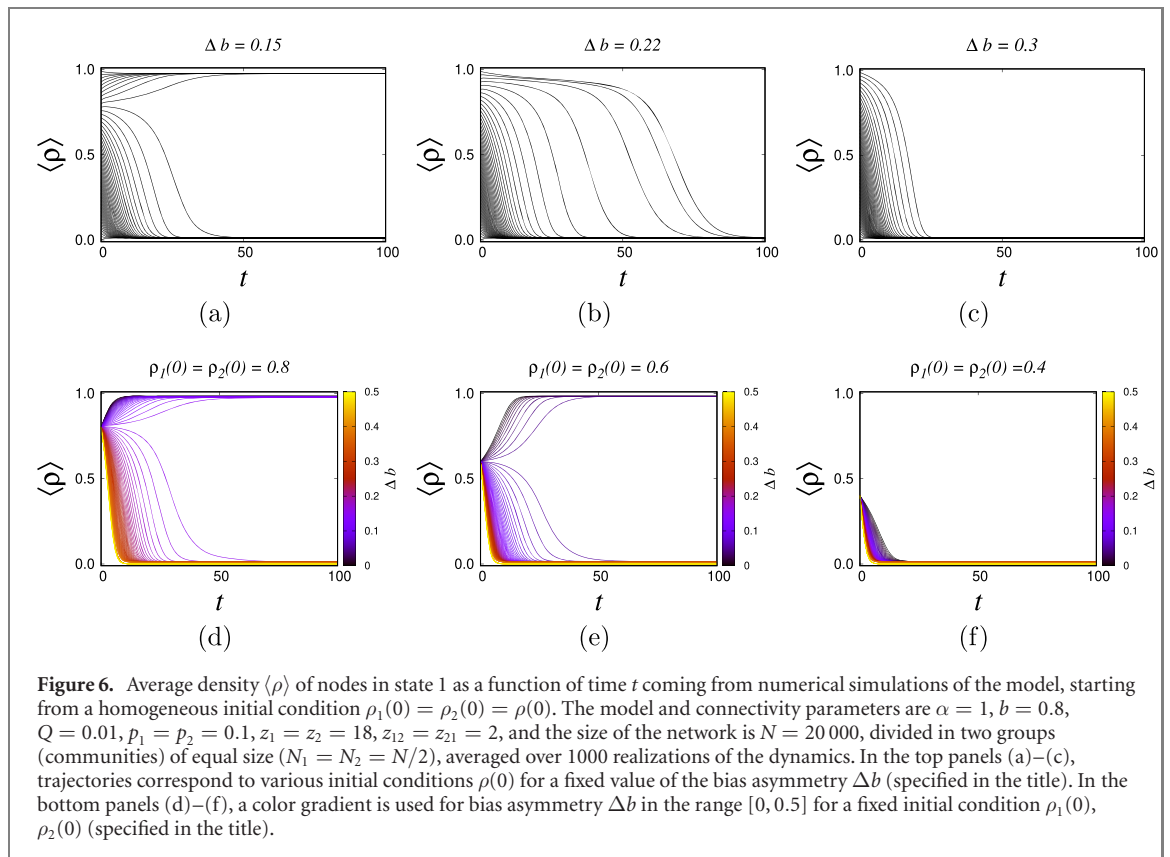 Δ b = 0.15
Δ b = 0.22
Δ b = 0.3
1.0
0.5
0.0
⟨ρ⟩
0
50
100
t
(a)
1.0
0.5
0.0
⟨ρ⟩
0
50
100
t
(b)
1.0
0.5
0.0
⟨ρ⟩
0
50
100
t
(c)
ρ1(0) = ρ2(0) = 0.8
ρ1(0) = ρ2(0) = 0.6
ρ1(0) = ρ2(0) =0.4
1.0
0.5
0.0
⟨ρ⟩
0
50
100
t
0.5
0.4
0.3
0.2
0.1
0
Δ b
(d)
1.0
0.5
0.0
⟨ρ⟩
0
50
100
t
0.5
0.4
0.3
0.2
0.1
0
Δ b
(e)
1.0
0.5
0.0
⟨ρ⟩
0
50
100
t
0.5
0.4
0.3
0.2
0.1
0
Δ b
(f)
Figure 6. Average density ⟨ρ⟩ of nodes in state 1 as a function of time t coming from numerical simulations of the model, starting
from a homogeneous initial condition ρ1(0) = ρ2(0) = ρ(0). The model and connectivity parameters are α = 1, b = 0.8,
Q = 0.01, p1 = p2 = 0.1, z1 = z2 = 18, z12 = z21 = 2, and the size of the network is N = 20 000, divided in two groups
(communities) of equal size (N1 = N2 = N/2), averaged over 1000 realizations of the dynamics. In the top panels (a)–(c),
trajectories correspond to various initial conditions ρ(0) for a fixed value of the bias asymmetry Δb (specified in the title). In the
bottom panels (d)–(f), a color gradient is used for bias asymmetry Δb in the range [0, 0.5] for a fixed initial condition ρ1(0),
ρ2(0) (specified in the title).